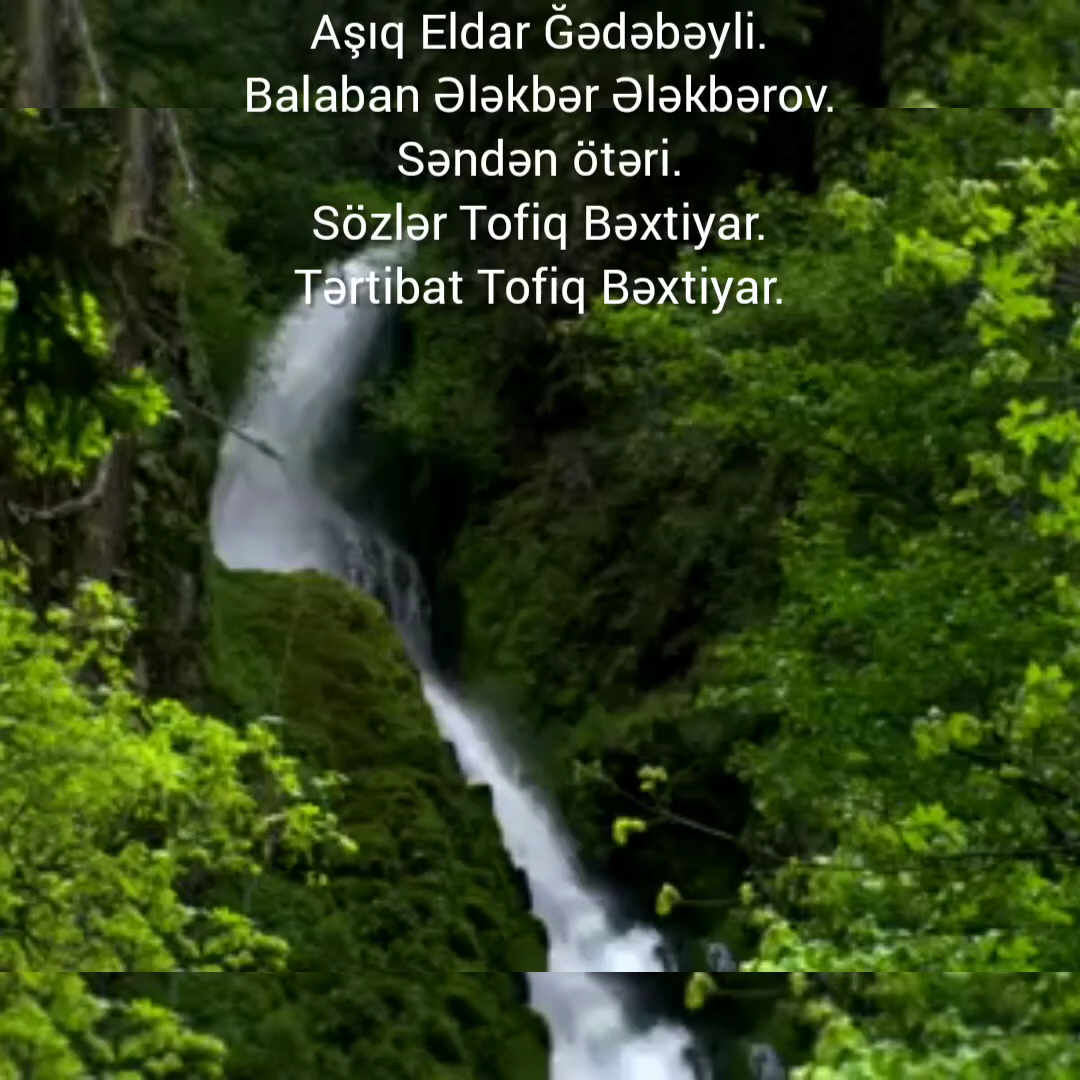 Aşıq Eldar Ğədəbəyli.
Balaban Ələkbər Ələkbərov.
Səndən ötəri.
Sözlər Tofiq Bəxtiyar.
Tərtibat Tofiq Bəxtiyar.